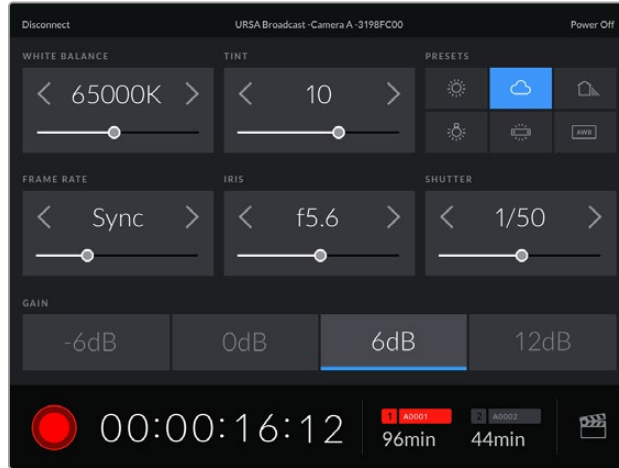 Disconnect
URSA Broadcast -Camera A -3198FC00
Power Off
WHITE BALANCE
TINT
PRESETS
65000K
10
AWB
FRAME RATE
IRIS
SHUTTER
Sync
f5.6
1/50
GAIN
-6dB
0dB
6dB
12dB
00:00:16:12
1 A0001
96min
2 A0002
44min